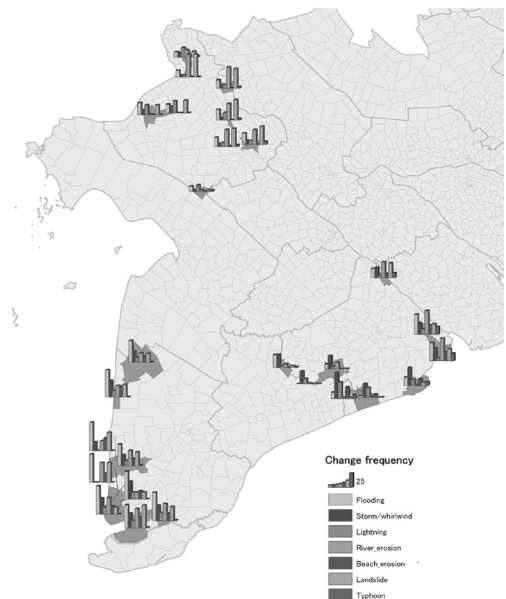 Change frequency
25
Flooding
Storm/whirlwind
Lightning
River_erosion
Beach_erosion
Landslide
Typhoon